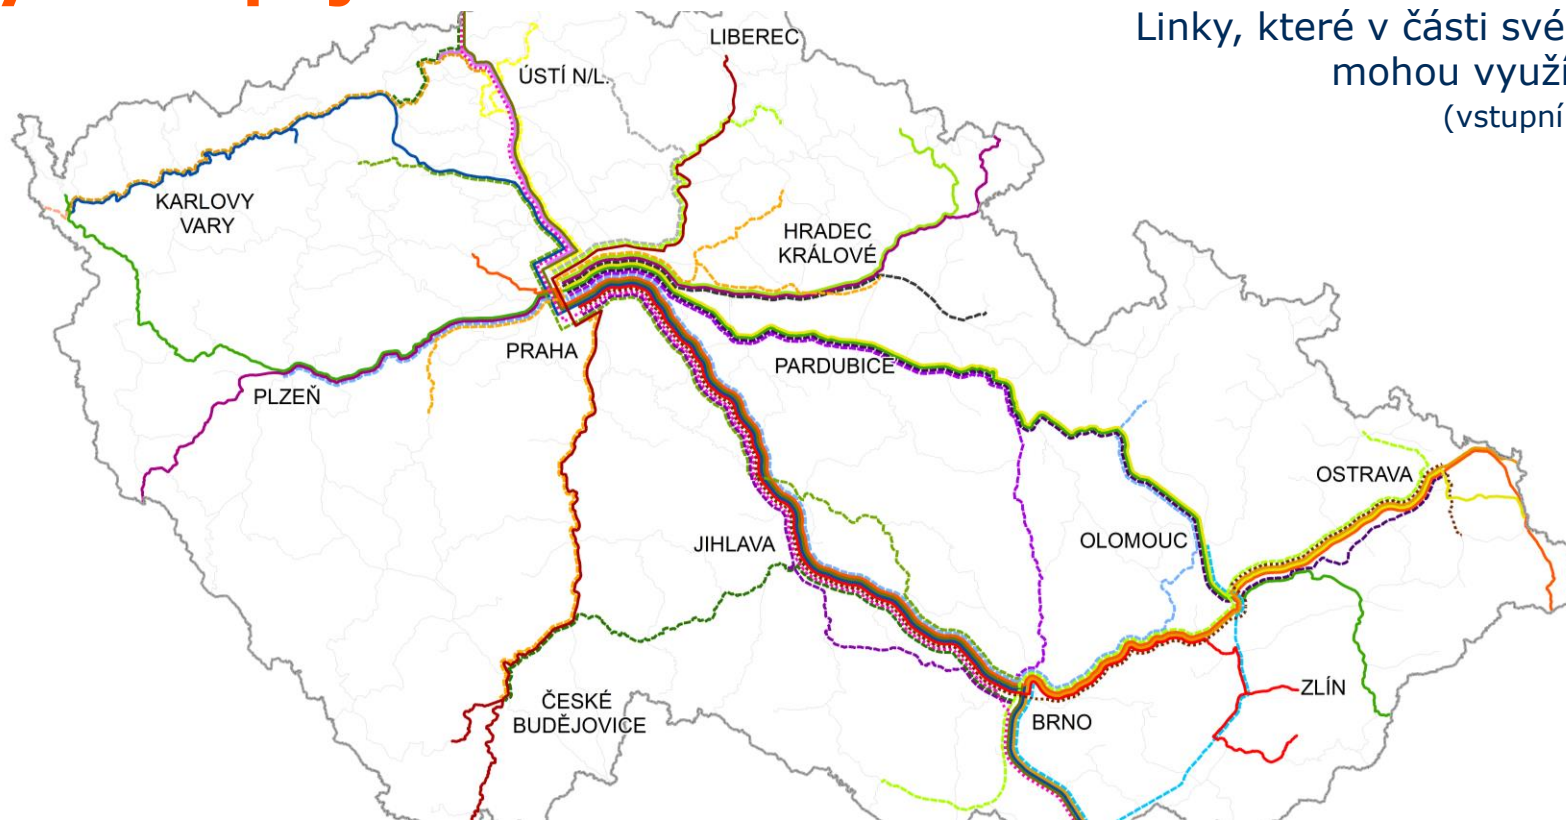 Linky, které v části své
mohou využí
(vstupní
LIBEREC
ÚSTÍ N/L.
KARLOVY
VARY
HRADEC
KRÁLOVÉ
PRAHA
PARDUBICE
PLZEŇ
OSTRAVA
JIHLAVA
OLOMOUC
ZLÍN
ČESKÉ
BUDĚJOVICE
BRNO